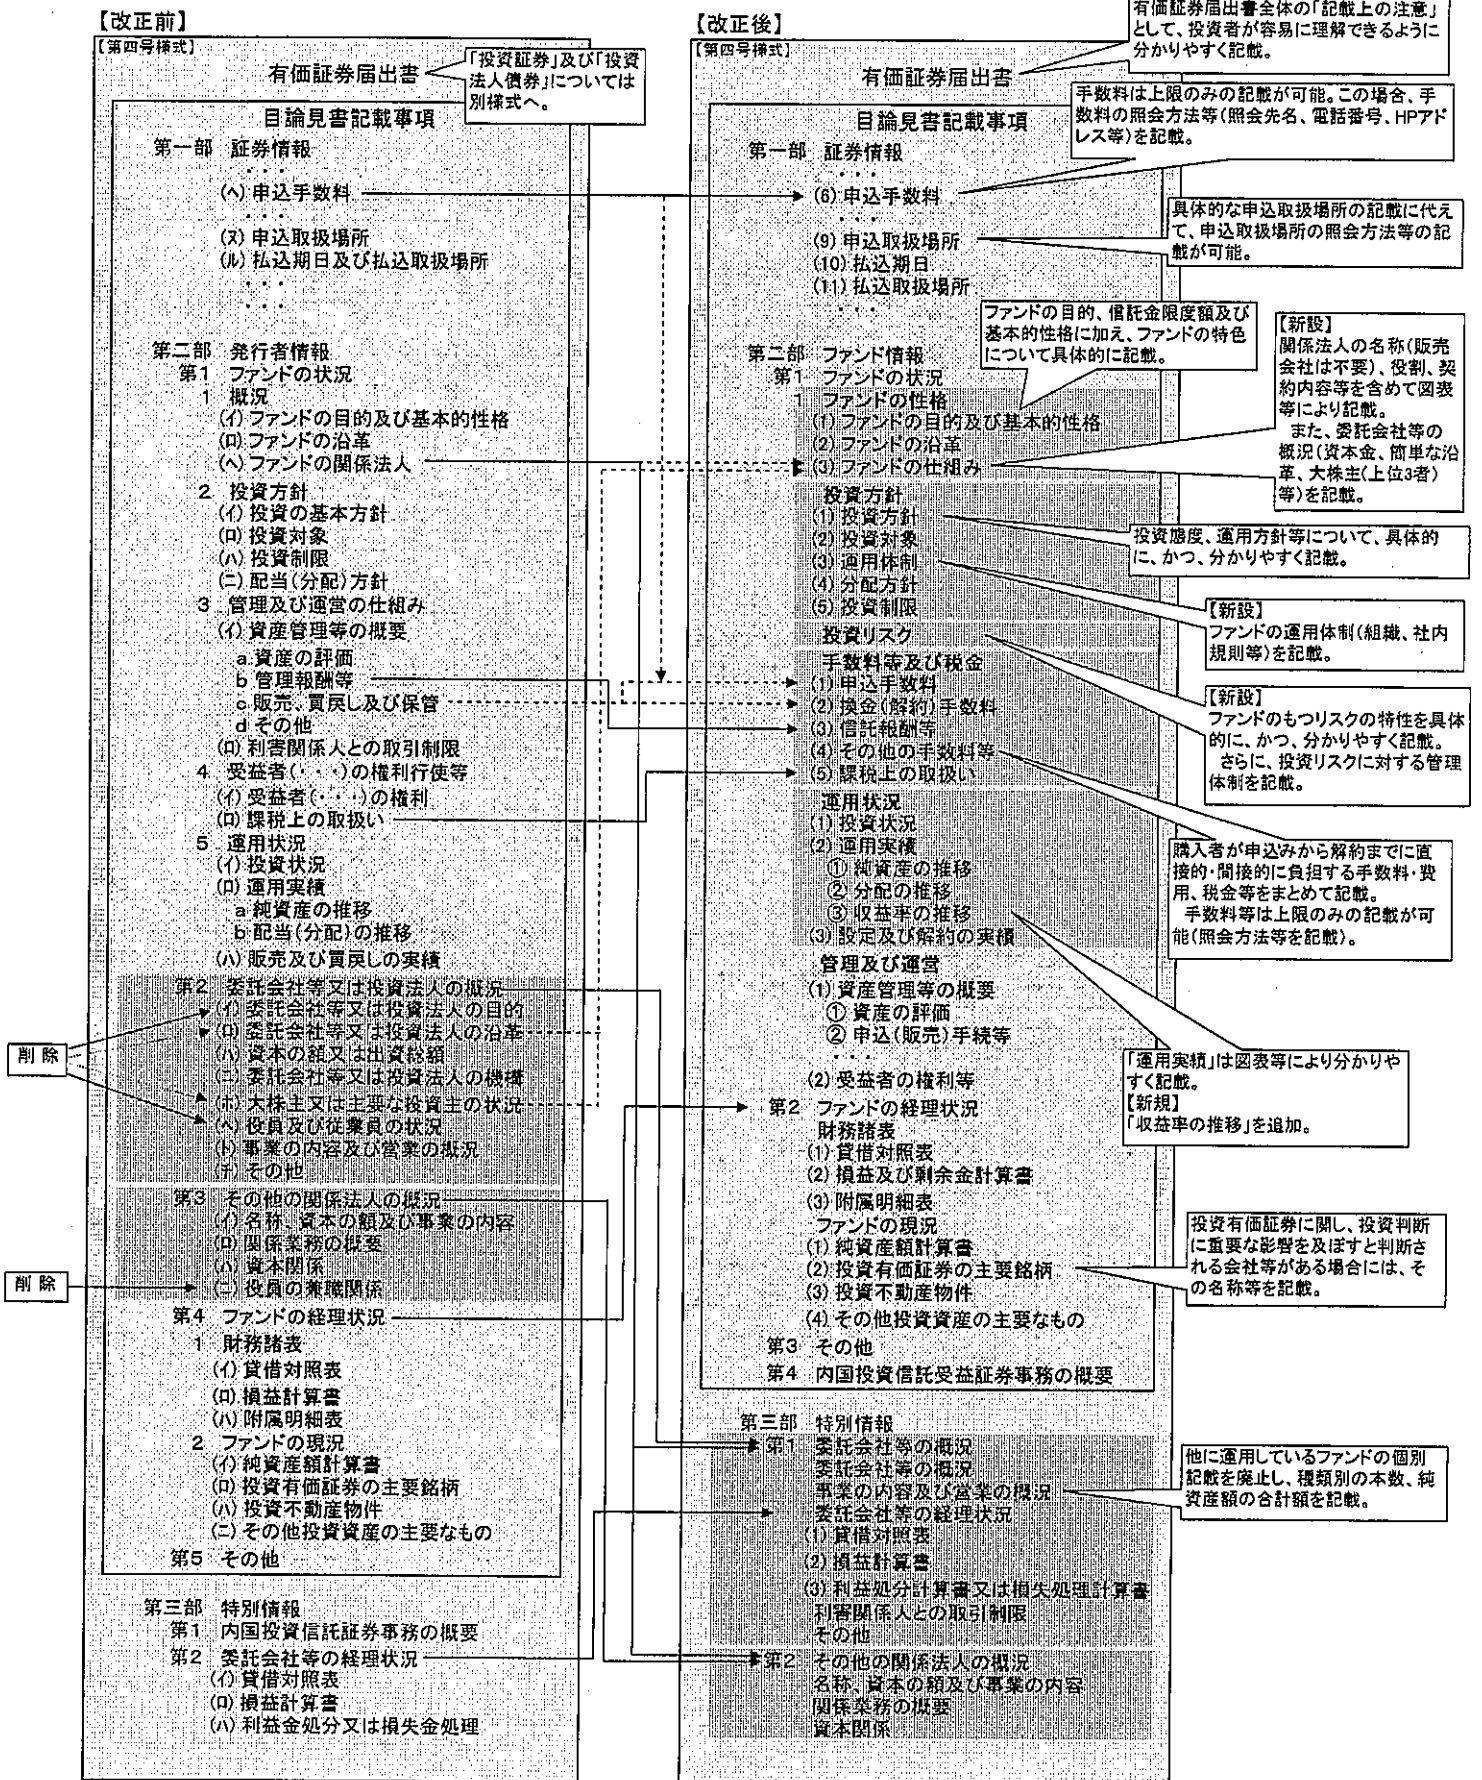 【改正前】
【第四号様式】
有価証券届出書
「投資証券」及び「投資
法人債券」については
別様式へ。
目論見書記載事項
第一部 証券情報
・・・
(ヘ) 申込手数料
・・・
(ヌ) 申込取扱場所
(ル) 払込期日及び払込取扱場所
・・・
・・・
第二部 発行者情報
第1 ファンドの状況
1 概況
(イ) ファンドの目的及び基本的性格
(ロ) ファンドの沿革
(ヘ) ファンドの関係法人
2 投資方針
(イ) 投資の基本方針
(ロ) 投資対象
(ハ) 投資制限
(ニ) 配当(分配)方針
3 管理及び運営の仕組み
(イ) 資産管理等の概要
a 資産の評価
b 管理報酬等
c 販売、買戻し及び保管
d その他
(ロ) 利害関係人との取引制限
4 受益者(・・・)の権利行使等
(イ) 受益者(・・・)の権利
(ロ) 課税上の取扱い
5 運用状況
(イ) 投資状況
(ロ) 運用実績
a 純資産の推移
b 配当(分配)の推移
(ハ) 販売及び買戻しの実績
第2 委託会社等又は投資法人の概況
(イ) 委託会社等又は投資法人の目的
(ロ) 委託会社等又は投資法人の沿革
(ハ) 資本の額又は出資総額
(ニ) 委託会社等又は投資法人の機構
(ホ) 大株主又は主要な投資主の状況
(ヘ) 役員及び従業員の状況
(ト) 事業の内容及び営業の概況
(チ) その他
削除
第3 その他の関係法人の概況
(イ) 名称、資本の額及び事業の内容
(ロ) 関係業務の概要
(ハ) 資本関係
(ニ) 役員の兼職関係
削除
第4 ファンドの経理状況
1 財務諸表
(イ) 貸借対照表
(ロ) 損益計算書
(ハ) 附属明細表
2 ファンドの現況
(イ) 純資産額計算書
(ロ) 投資有価証券の主要銘柄
(ハ) 投資不動産物件
(ニ) その他投資資産の主要なもの
第5 その他
第三部 特別情報
第1 内国投資信託証券事務の概要
第2 委託会社等の経理状況
(イ) 貸借対照表
(ロ) 損益計算書
(ハ) 利益金処分又は損失金処理
【改正後】
【第四号様式】
有価証券届出書
有価証券届出書全体の「記載上の注意」
として、投資者が容易に理解できるように
分かりやすく記載。
目論見書記載事項
手数料は上限のみの記載が可能。この場合、手
数料の照会方法等(照会先名、電話番号、HPアド
レス等)を記載。
第一部 証券情報
・・・
(6) 申込手数料
・・・
(9) 申込取扱場所
(10) 払込期日
(11) 払込取扱場所
・・・
具体的な申込取扱場所の記載に代え
て、申込取扱場所の照会方法等の記
載が可能。
ファンドの目的、信託金限度額及び
基本的性格に加え、ファンドの特色
について具体的に記載。
第二部 ファンド情報
第1 ファンドの状況
1 ファンドの性格
(1) ファンドの目的及び基本的性格
(2) ファンドの沿革
(3) ファンドの仕組み
【新設】
関係法人の名称(販売
会社は不要)、役割、契
約内容等を含めて図表
等により記載。
また、委託会社等の
概況(資本金、簡単な沿
革、大株主(上位3者)
等)を記載。
投資方針
(1) 投資方針
(2) 投資対象
(3) 運用体制
(4) 分配方針
(5) 投資制限
投資態度、運用方針等について、具体的
に、かつ、分かりやすく記載。
【新設】
ファンドの運用体制(組織、社内
規則等)を記載。
投資リスク
【新設】
ファンドのもつリスクの特性を具体
的に、かつ、分かりやすく記載。
さらに、投資リスクに対する管理
体制を記載。
手数料等及び税金
(1) 申込手数料
(2) 換金(解約)手数料
(3) 信託報酬等
(4) その他の手数料等
(5) 課税上の取扱い
購入者が申込みから解約までに直
接的・間接的に負担する手数料・費
用、税金等をまとめて記載。
手数料等は上限のみの記載が可
能(照会方法等を記載)。
運用状況
(1) 投資状況
(2) 運用実績
① 純資産の推移
② 分配の推移
③ 収益率の推移
(3) 設定及び解約の実績
「運用実績」は図表等により分かりや
すく記載。
【新規】
「収益率の推移」を追加。
管理及び運営
(1) 資産管理等の概要
① 資産の評価
② 申込(販売)手続等
・・・
(2) 受益者の権利等
第2 ファンドの経理状況
財務諸表
(1) 貸借対照表
(2) 損益及び剰余金計算書
(3) 附属明細表
ファンドの現況
(1) 純資産額計算書
(2) 投資有価証券の主要銘柄
(3) 投資不動産物件
(4) その他投資資産の主要なもの
投資有価証券に関し、投資判断
に重要な影響を及ぼすと判断さ
れる会社等がある場合には、そ
の名称等を記載。
第3 その他
第4 内国投資信託受益証券事務の概要
第三部 特別情報
第1 委託会社等の概況
委託会社等の概況
事業の内容及び営業の概況
委託会社等の経理状況
(1) 貸借対照表
(2) 損益計算書
(3) 利益処分計算書又は損失処理計算書
利害関係人との取引制限
その他
他に運用しているファンドの個別
記載を廃止し、種類別の本数、純
資産額の合計額を記載。
第2 その他の関係法人の概況
名称、資本の額及び事業の内容
関係業務の概要
資本関係